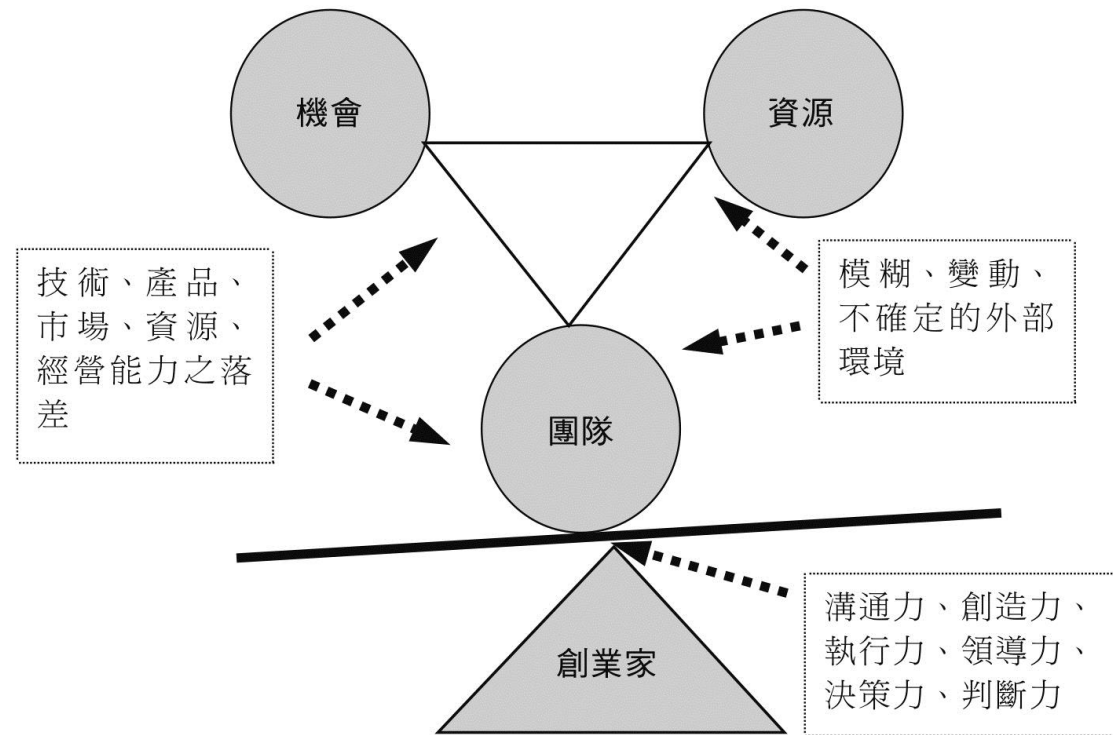 機會
資源
技術、產品、
市場、資源、
經營能力之落
差
模糊、變動、
不確定的外部
環境
團隊
創業家
溝通力、創造力、
執行力、領導力、
決策力、判斷力